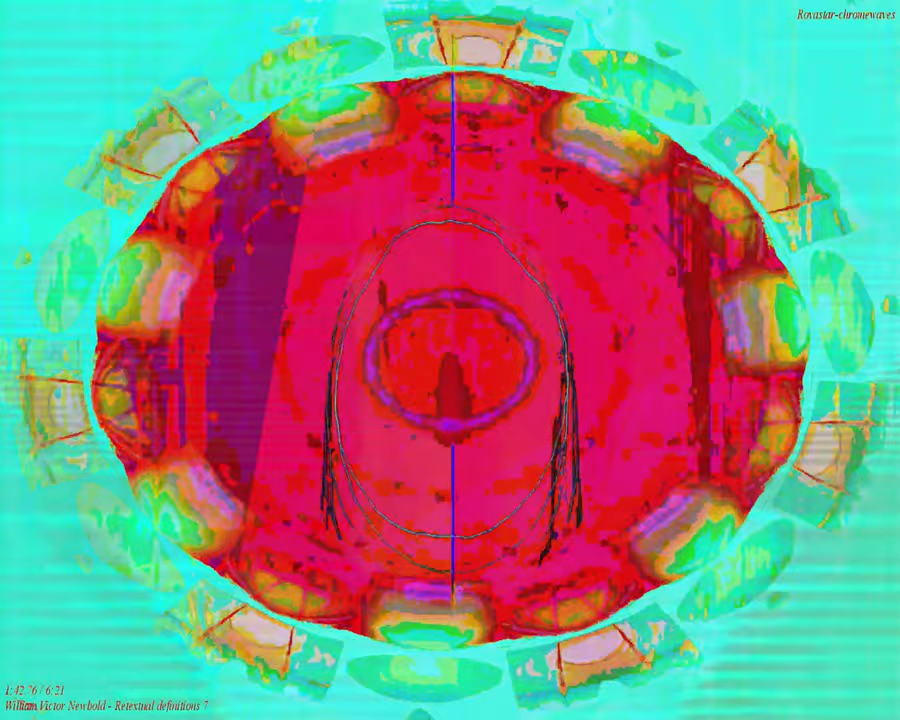 Rovastar-chromewaves
1: 42.76 / 6: 21
William Victor Newbold - Retextual definitions 7